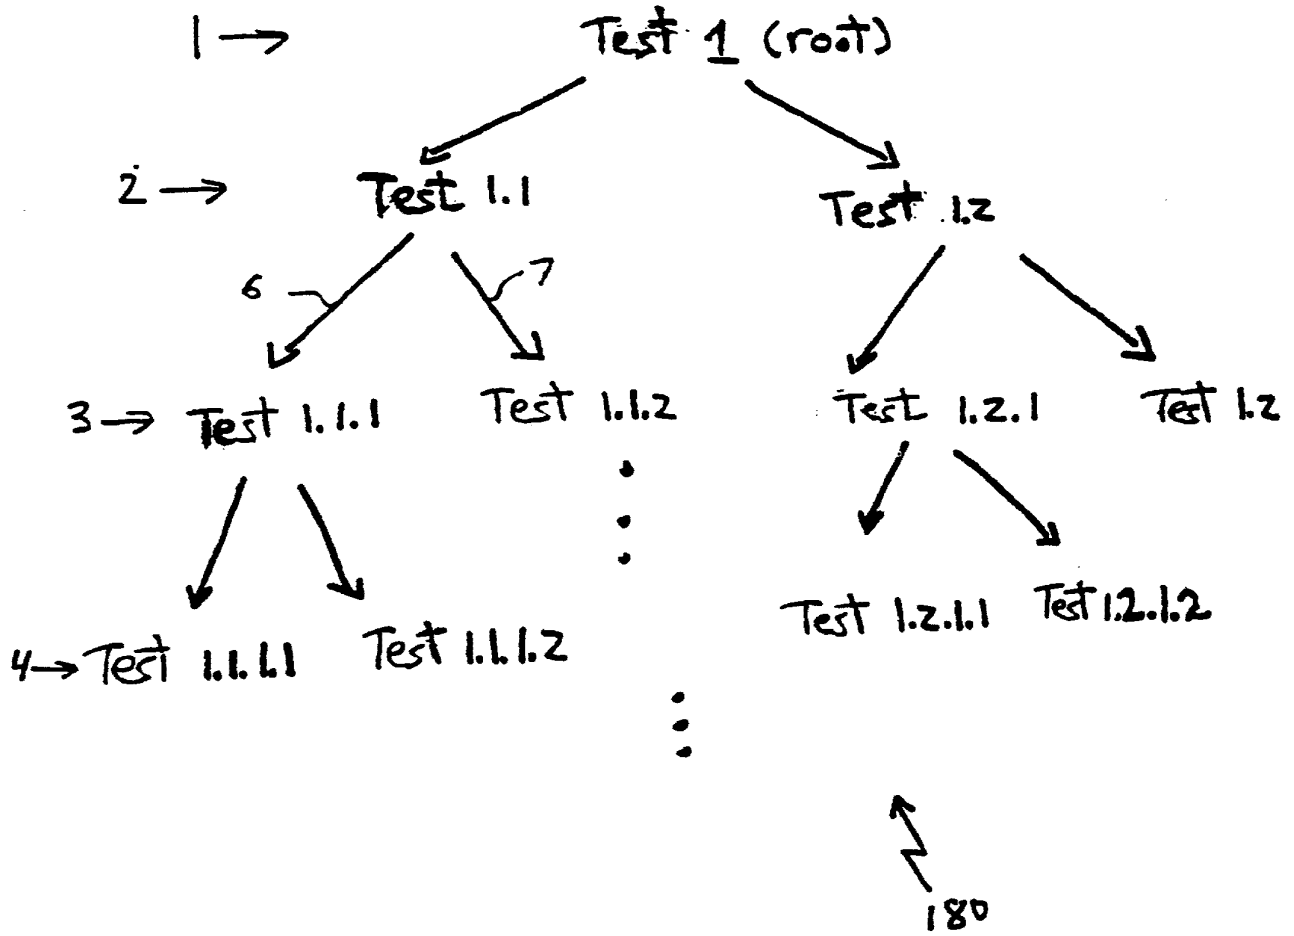 1 → Test 1 (root)
2 → Test 1.1 Test 1.2
6 7
3 → Test 1.1.1 Test 1.1.2 Test 1.2.1 Test 1.2
4 → Test 1.1.1.1 Test 1.1.1.2 Test 1.2.1.1 Test 1.2.1.2
180